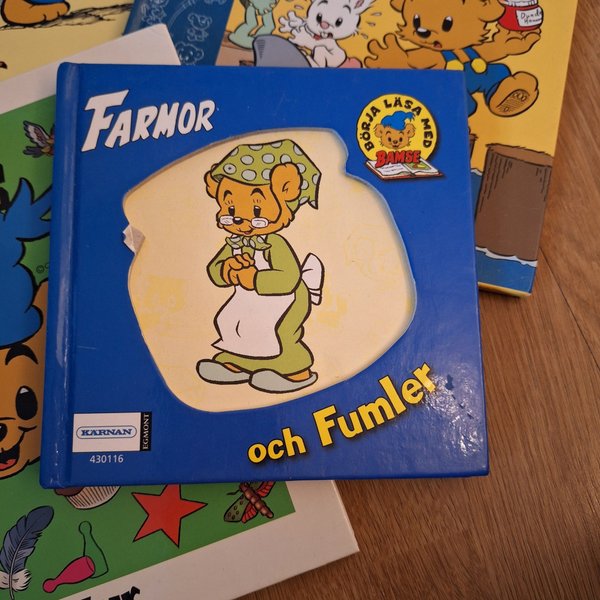 FARMOR
BÖRJA LÄSA MED
BAMSE
och Fumler
KÄRNAN
EGMONT
430116